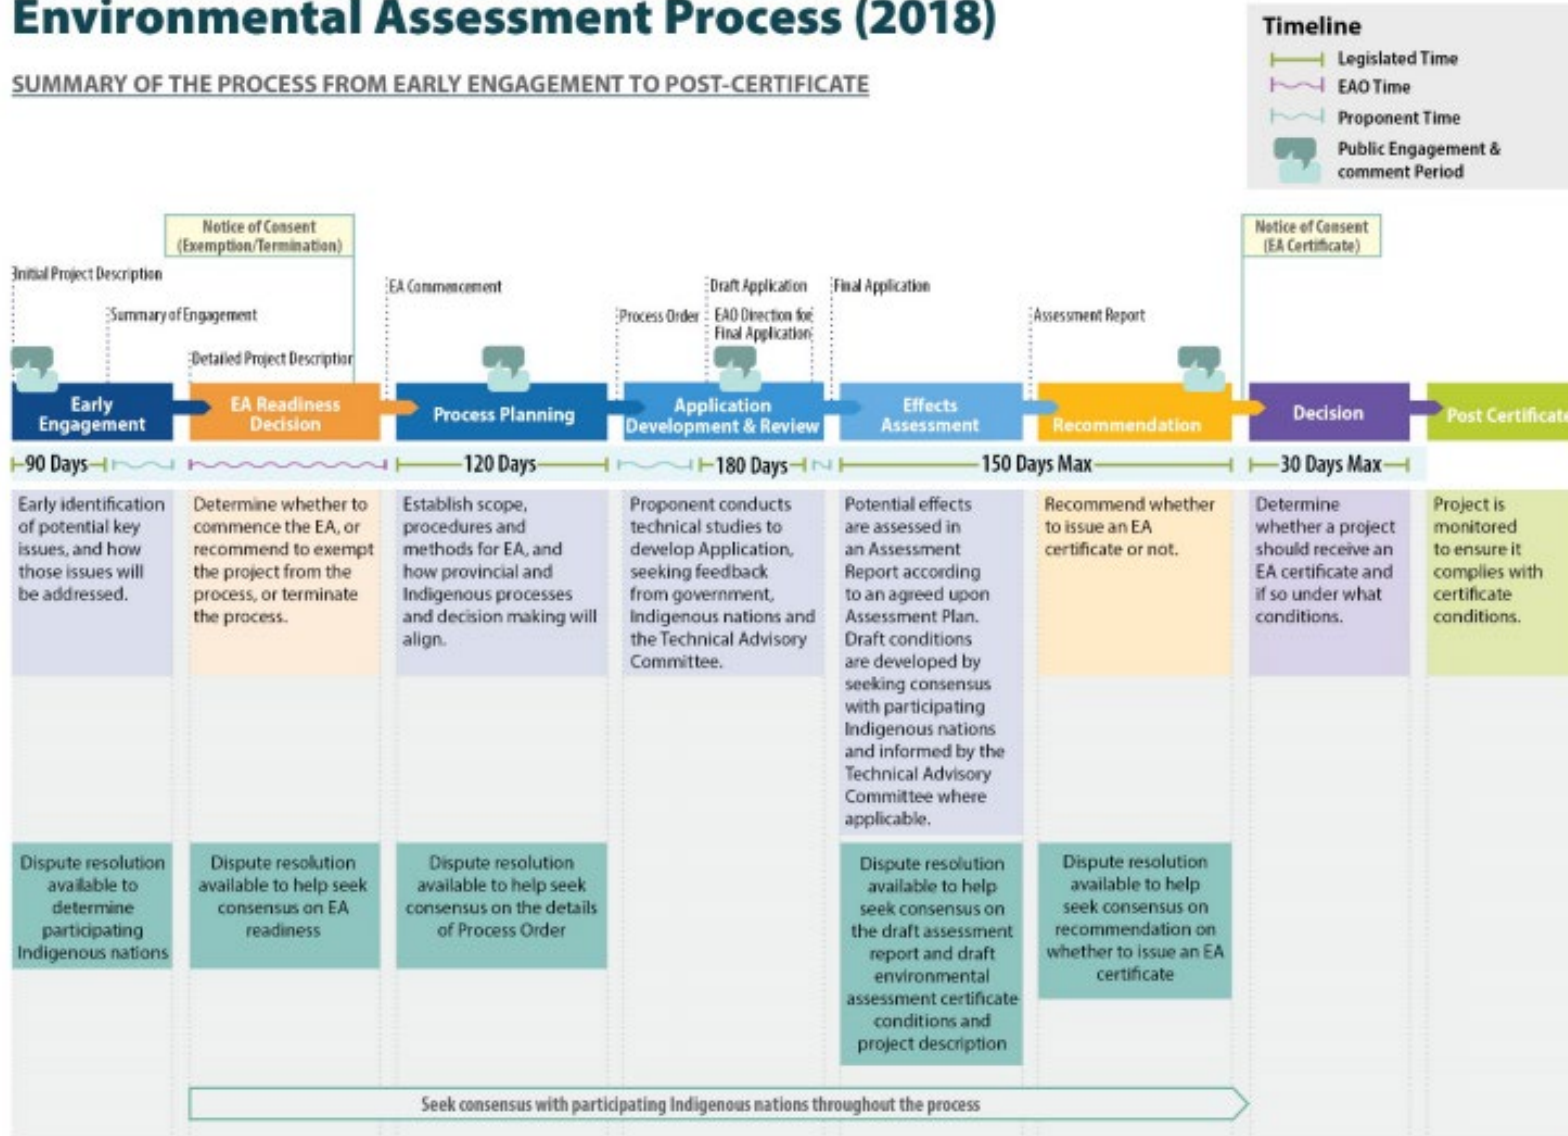 Environmental Assessment Process (2018)
SUMMARY OF THE PROCESS FROM EARLY ENGAGEMENT TO POST-CERTIFICATE
Timeline
Legislated Time
EAO Time
Proponent Time
Public Engagement &
comment Period
Notice of Consent
(Exemption/Termination)
Notice of Consent
(EA Certificate)
Initial Project Description
Summary of Engagement
Detailed Project Description
EA Commencement
Process Order
Draft Application
EAO Direction for
Final Application
Final Application
Assessment Report
Early
Engagement
EA Readiness
Decision
Process Planning
Application
Development & Review
Effects
Assessment
Recommendation
Decision
Post Certificate
90 Days
120 Days
180 Days
150 Days Max
30 Days Max
Early identification
of potential key
issues, and how
those issues will
be addressed.
Determine whether to
commence the EA, or
recommend to exempt
the project from the
process, or terminate
the process.
Establish scope,
procedures and
methods for EA, and
how provincial and
Indigenous processes
and decision making will
align.
Proponent conducts
technical studies to
develop Application,
seeking feedback
from government,
Indigenous nations and
the Technical Advisory
Committee.
Potential effects
are assessed in
an Assessment
Report according
to an agreed upon
Assessment Plan.
Draft conditions
are developed by
seeking consensus
with participating
Indigenous nations
and informed by the
Technical Advisory
Committee where
applicable.
Recommend whether
to issue an EA
certificate or not.
Determine
whether a project
should receive an
EA certificate and
if so under what
conditions.
Project is
monitored
to ensure it
complies with
certificate
conditions.
Dispute resolution
available to
determine
participating
Indigenous nations
Dispute resolution
available to help seek
consensus on EA
readiness
Dispute resolution
available to help seek
consensus on the details
of Process Order
Dispute resolution
available to help
seek consensus on
the draft assessment
report and draft
environmental
assessment certificate
conditions and
project description
Dispute resolution
available to help
seek consensus on
recommendation on
whether to issue an EA
certificate
Seek consensus with participating Indigenous nations throughout the process